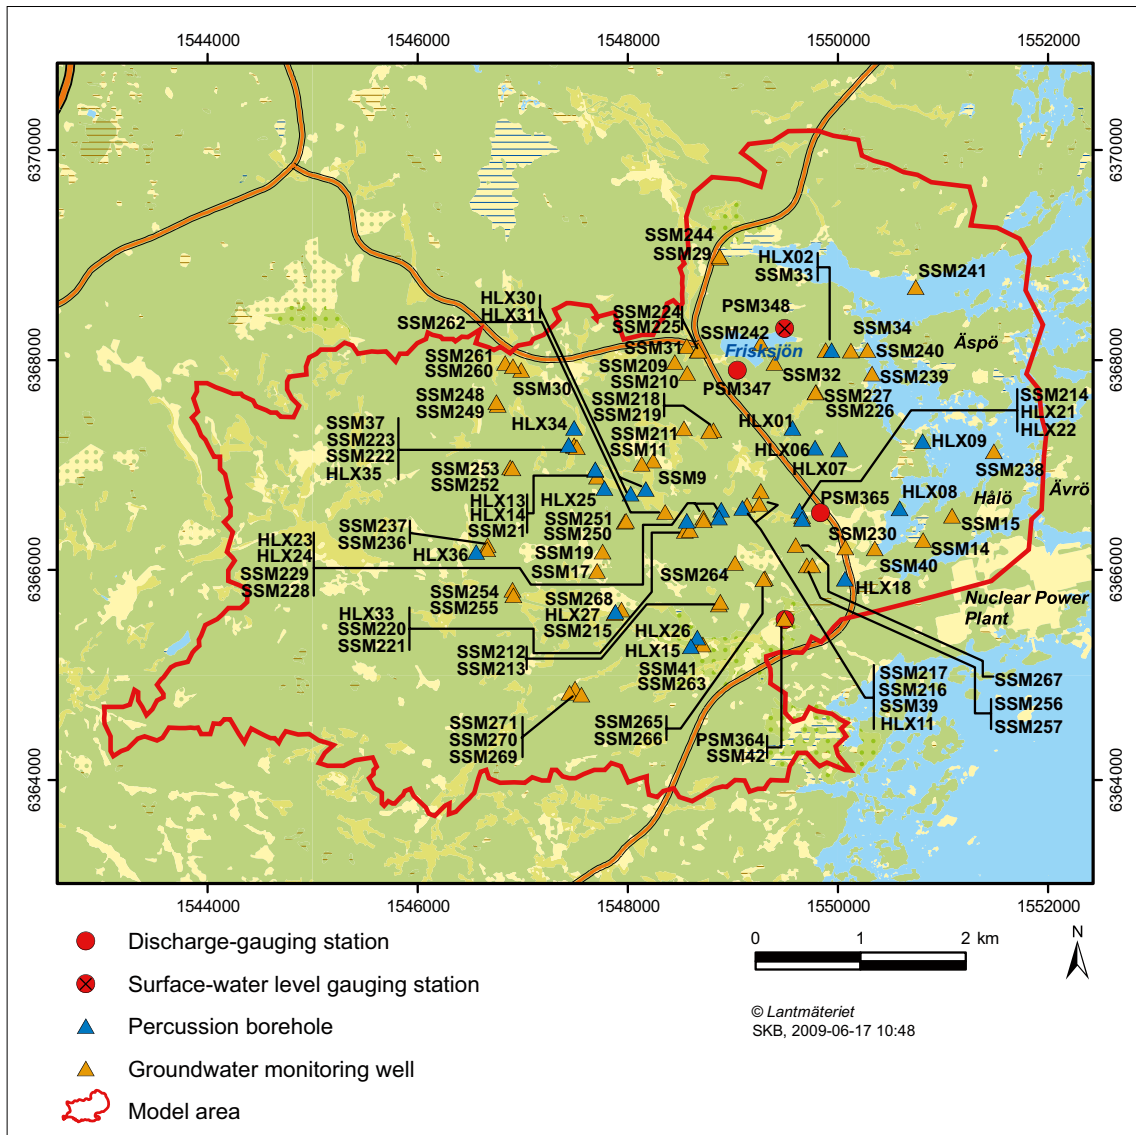 1544000
1546000
1548000
1550000
1552000
6370000
6370000
SSM244
SSM29
HLX02
SSM33
SSM241
HLX30
HLX31
PSM348
SSM262
SSM224
SSM225
SSM242
SSM34
SSM31
Frisksjön
SSM240
Äspö
6368000
6368000
SSM261
SSM260
SSM209
SSM210
SSM32
SSM239
SSM30
PSM347
SSM227
SSM226
SSM214
HLX21
HLX22
SSM248
SSM249
SSM218
SSM219
SSM37
SSM223
SSM222
HLX35
HLX34
HLX01
SSM211
SSM11
HLX06
HLX09
SSM238
SSM253
SSM252
HLX07
SSM9
HLX08
Hålö
Ävrö
HLX13
HLX14
SSM21
HLX25
PSM365
SSM15
SSM251
SSM250
SSM237
SSM236
SSM230
HLX23
HLX24
SSM229
SSM228
HLX36
SSM19
SSM17
SSM14
SSM40
6366000
6366000
SSM264
HLX18
Nuclear Power
Plant
SSM254
SSM255
SSM268
HLX27
SSM215
HLX33
SSM220
SSM221
HLX26
HLX15
SSM212
SSM213
SSM41
SSM263
SSM217
SSM216
SSM39
HLX11
SSM267
SSM256
SSM257
SSM271
SSM270
SSM269
SSM265
SSM266
PSM364
SSM42
6364000
6364000
1544000
1546000
1548000
1550000
1552000
Discharge-gauging station
Surface-water level gauging station
Percussion borehole
Groundwater monitoring well
Model area
0 1 2 km
N
© Lantmäteriet
SKB, 2009-06-17 10:48